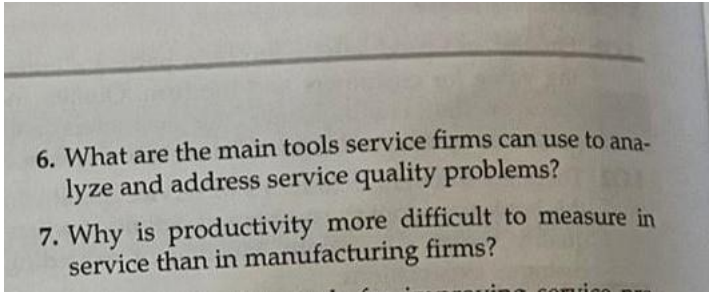 6. What are the main tools service firms can use to ana-
lyze and address service quality problems?
7. Why is productivity more difficult to measure in
service than in manufacturing firms?